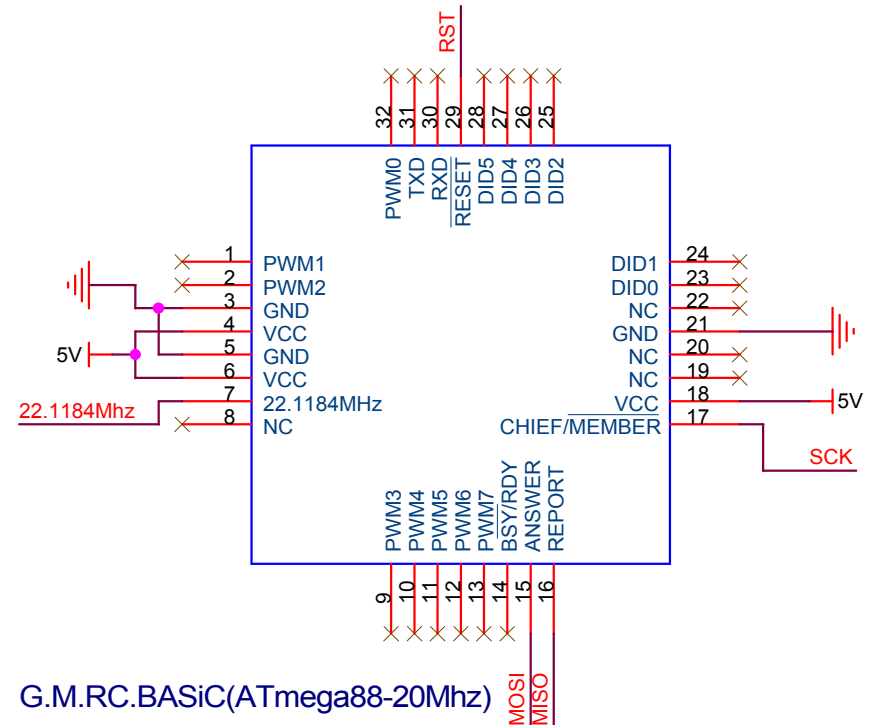 RST
32 31 30 29 28 27 26 25
PWM0 TXD RXD RESET DID5 DID4 DID3 DID2
1 PWM1
2 PWM2
3 GND
4 VCC
5V
5 GND
6 VCC
22.1184Mhz
7 22.1184MHz
8 NC
DID1 24
DID0 23
NC 22
GND 21
NC 20
NC 19
VCC 18 5V
CHIEF/MEMBER 17
SCK
PWM3 PWM4 PWM5 PWM6 PWM7 BSY/RDY ANSWER REPORT
9 10 11 12 13 14 15 16
MOSI MISO
G.M.RC.BASiC(ATmega88-20Mhz)